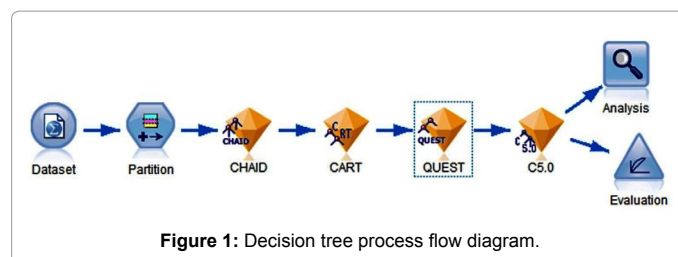 CHAID
CRT
QUEST
C 5.0
Analysis
Dataset
Partition
CHAID
CART
QUEST
C5.0
Evaluation
Figure 1: Decision tree process flow diagram.